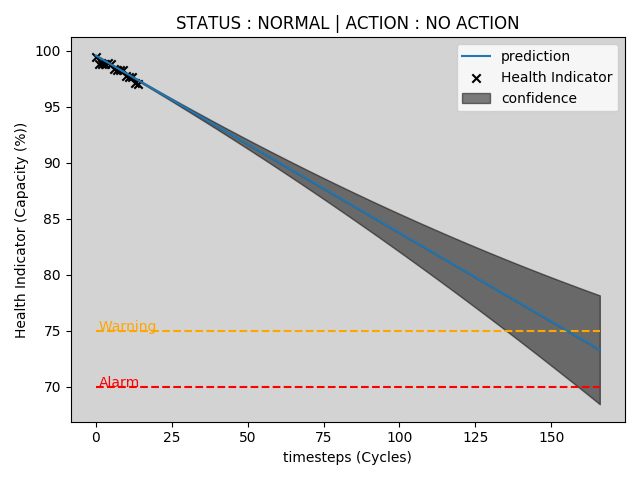 STATUS : NORMAL | ACTION : NO ACTION
prediction
Health Indicator
confidence
Health Indicator (Capacity (%))
100
95
90
85
80
75
70
Warning
Alarm
0
25
50
75
100
125
150
timesteps (Cycles)